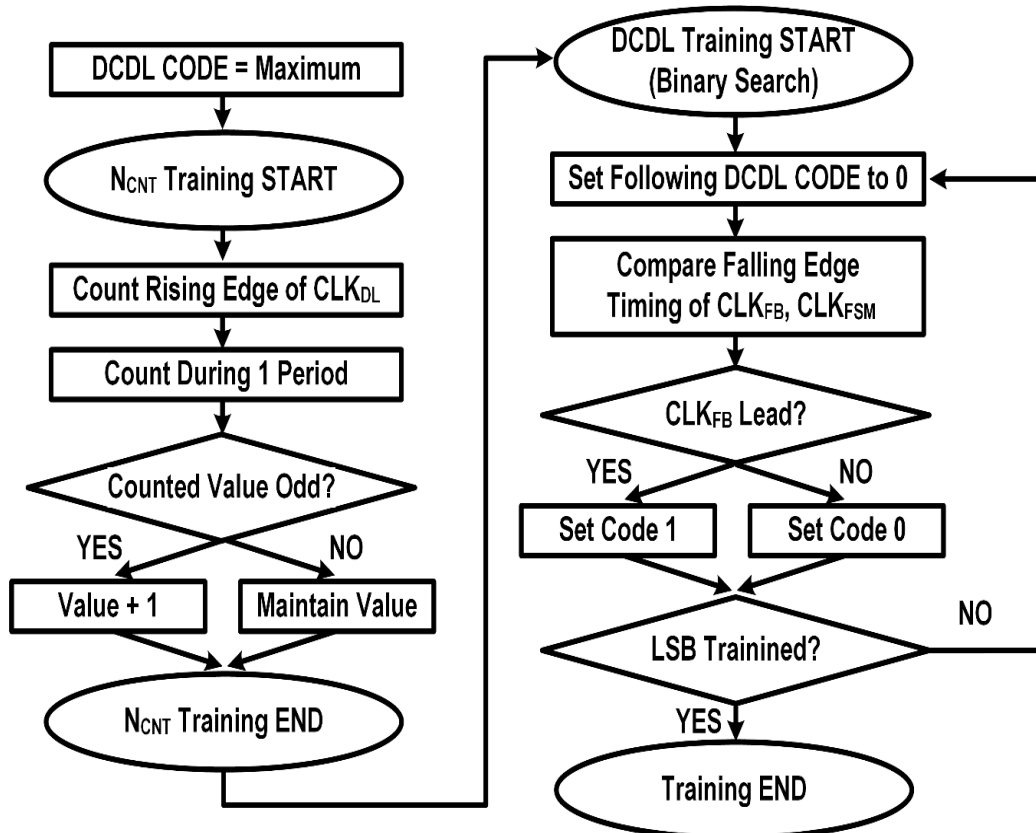 DCDL CODE = Maximum
NCNT Training START
Count Rising Edge of CLKDL
Count During 1 Period
Counted Value Odd?
YES
NO
Value + 1
Maintain Value
NCNT Training END
DCDL Training START
(Binary Search)
Set Following DCDL CODE to 0
Compare Falling Edge
Timing of CLKFB, CLKFSM
CLKFB Lead?
YES
NO
Set Code 1
Set Code 0
LSB Trainined?
NO
YES
Training END